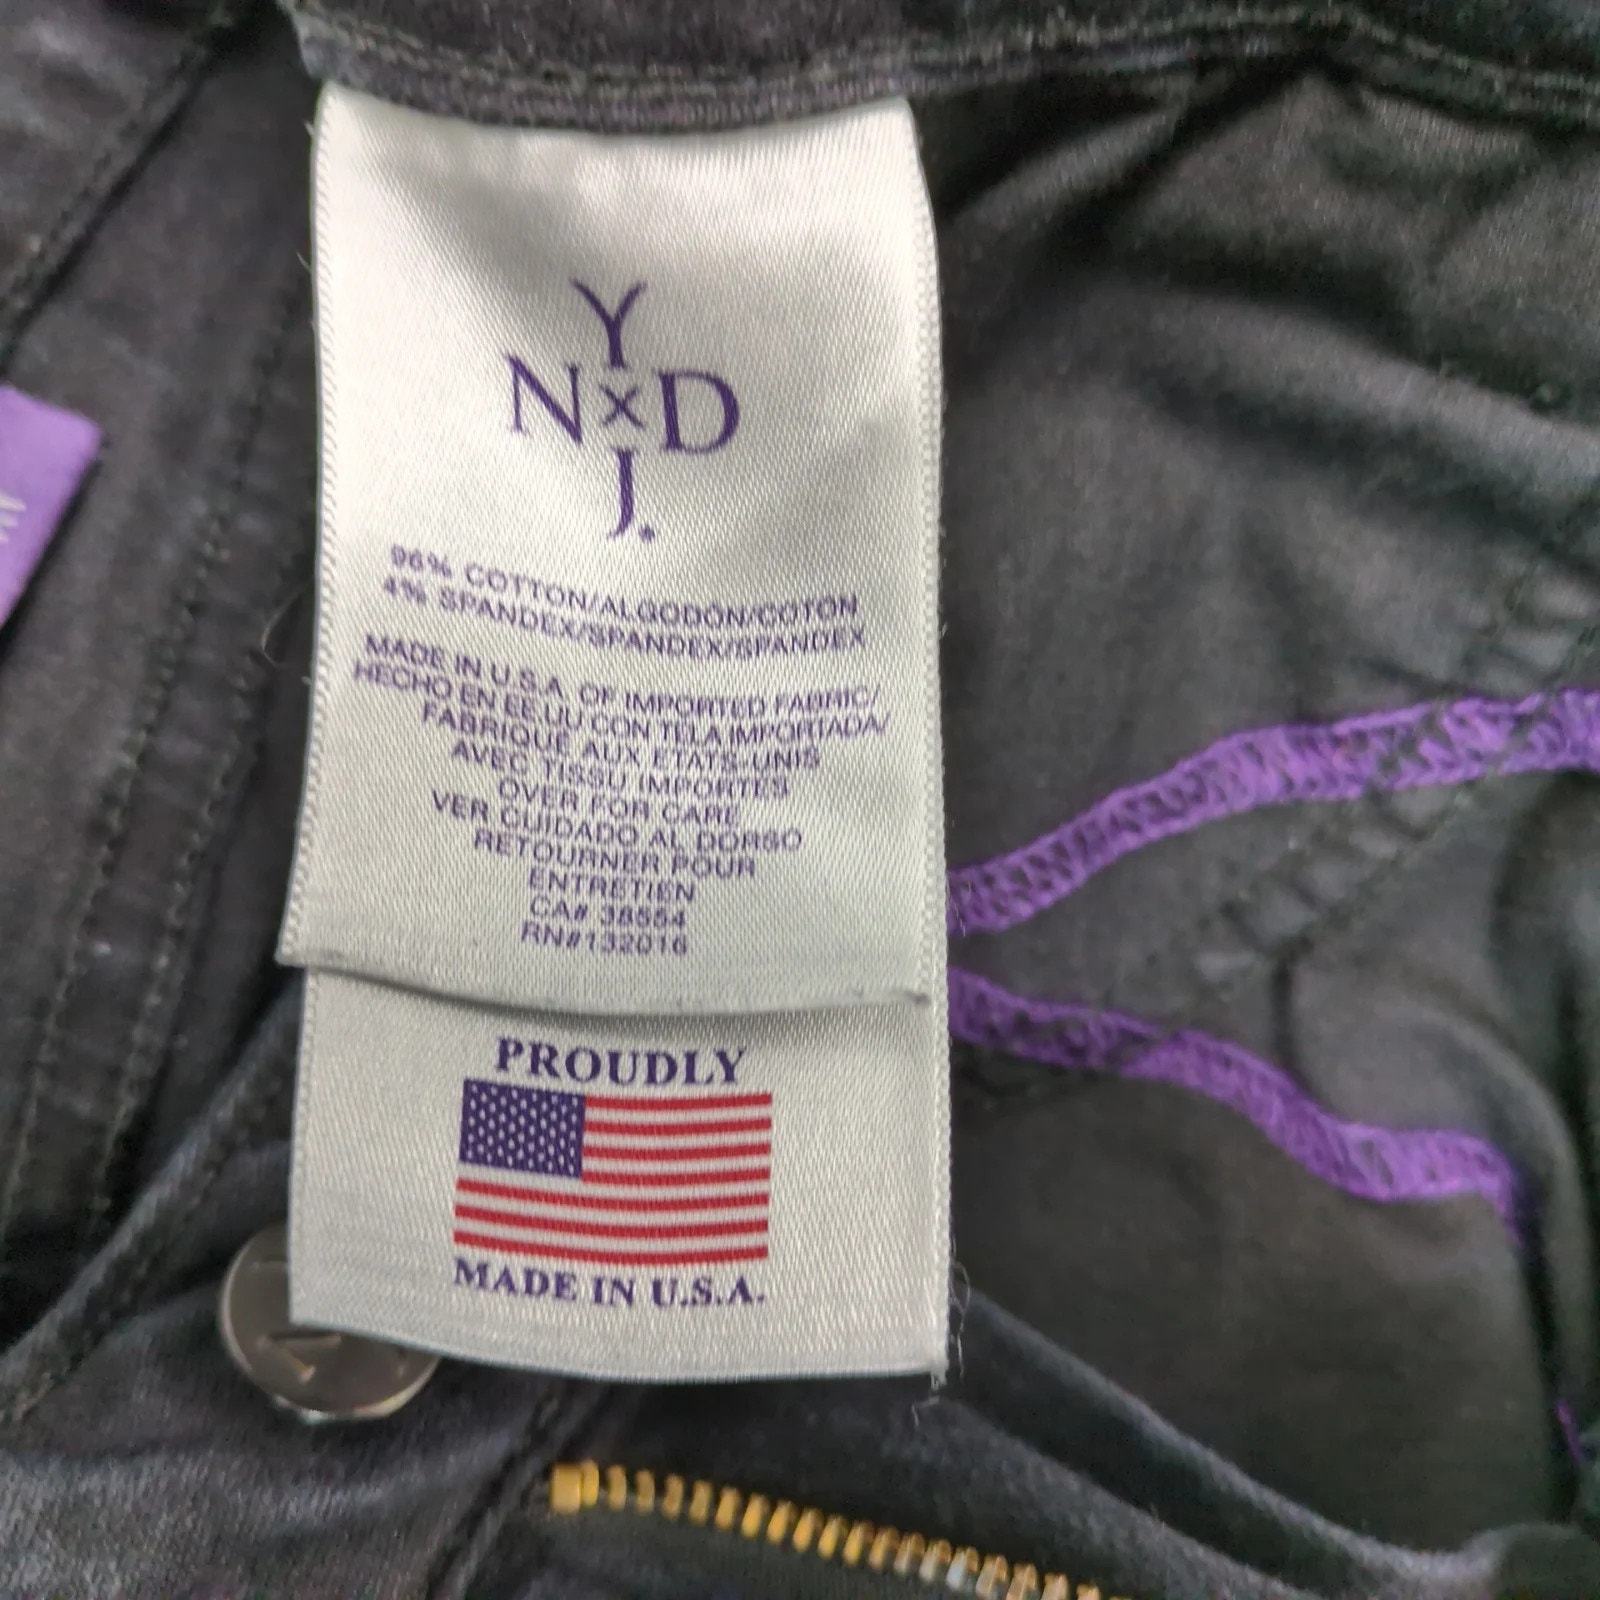 Y
N×D
J.
96% COTTON/ALGODÓN/COTON
4% SPANDEX/SPANDEX/SPANDEX
MADE IN U.S.A. OF IMPORTED FABRIC/
HECHO EN EE.UU CON TELA IMPORTADA/
FABRIQUE AUX ETATS-UNIS
AVEC TISSU IMPORTES
OVER FOR CARE
VER CUIDADO AL DORSO
RETOURNER POUR
ENTRETIEN
CA# 38554
RN#132016
PROUDLY
MADE IN U.S.A.